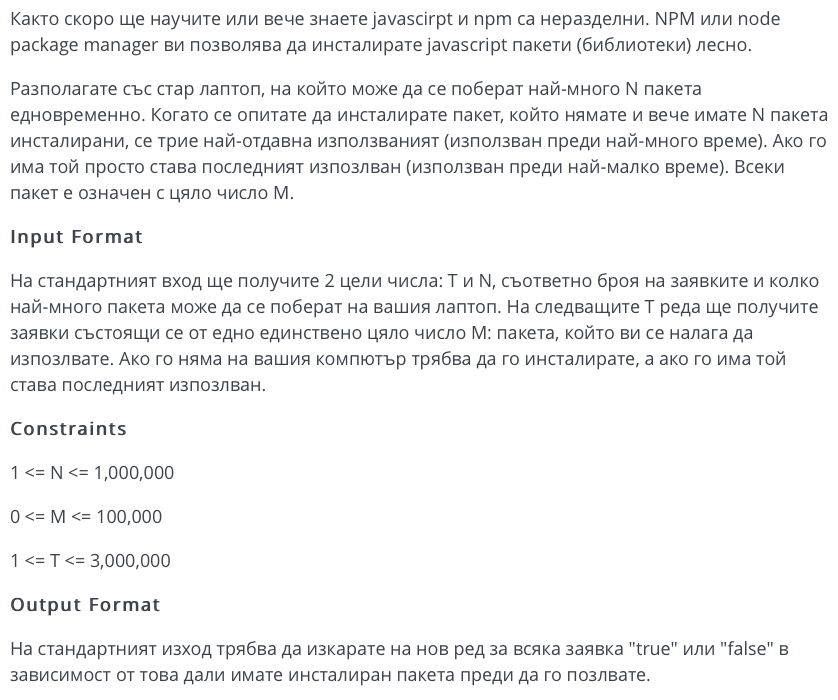 Както скоро ще научите или вече знаете javascirpt и npm са неразделни. NPM или node
package manager ви позволява да инсталирате javascript пакети (библиотеки) лесно.
Разполагате със стар лаптоп, на който може да се поберат най-много N пакета
едновременно. Когато се опитате да инсталирате пакет, който нямате и вече имате N пакета
инсталирани, се трие най-отдавна използваният (използван преди най-много време). Ако го
има той просто става последният изпозлван (използван преди най-малко време). Всеки
пакет е означен с цяло число М.
Input Format
На стандартният вход ще получите 2 цели числа: T и N, съответно броя на заявките и колко
най-много пакета може да се поберат на вашия лаптоп. На следващите T реда ще получите
заявки състоящи се от едно единствено цяло число M: пакета, който ви се налага да
изпозлвате. Ако го няма на вашия компютър трябва да го инсталирате, а ако го има той
става последният изпозлван.
Constraints
1 <= N <= 1,000,000
0 <= M <= 100,000
1 <= T <= 3,000,000
Output Format
На стандартният изход трябва да изкарате на нов ред за всяка заявка "true" или "false" в
зависимост от това дали имате инсталиран пакета преди да го позлвате.